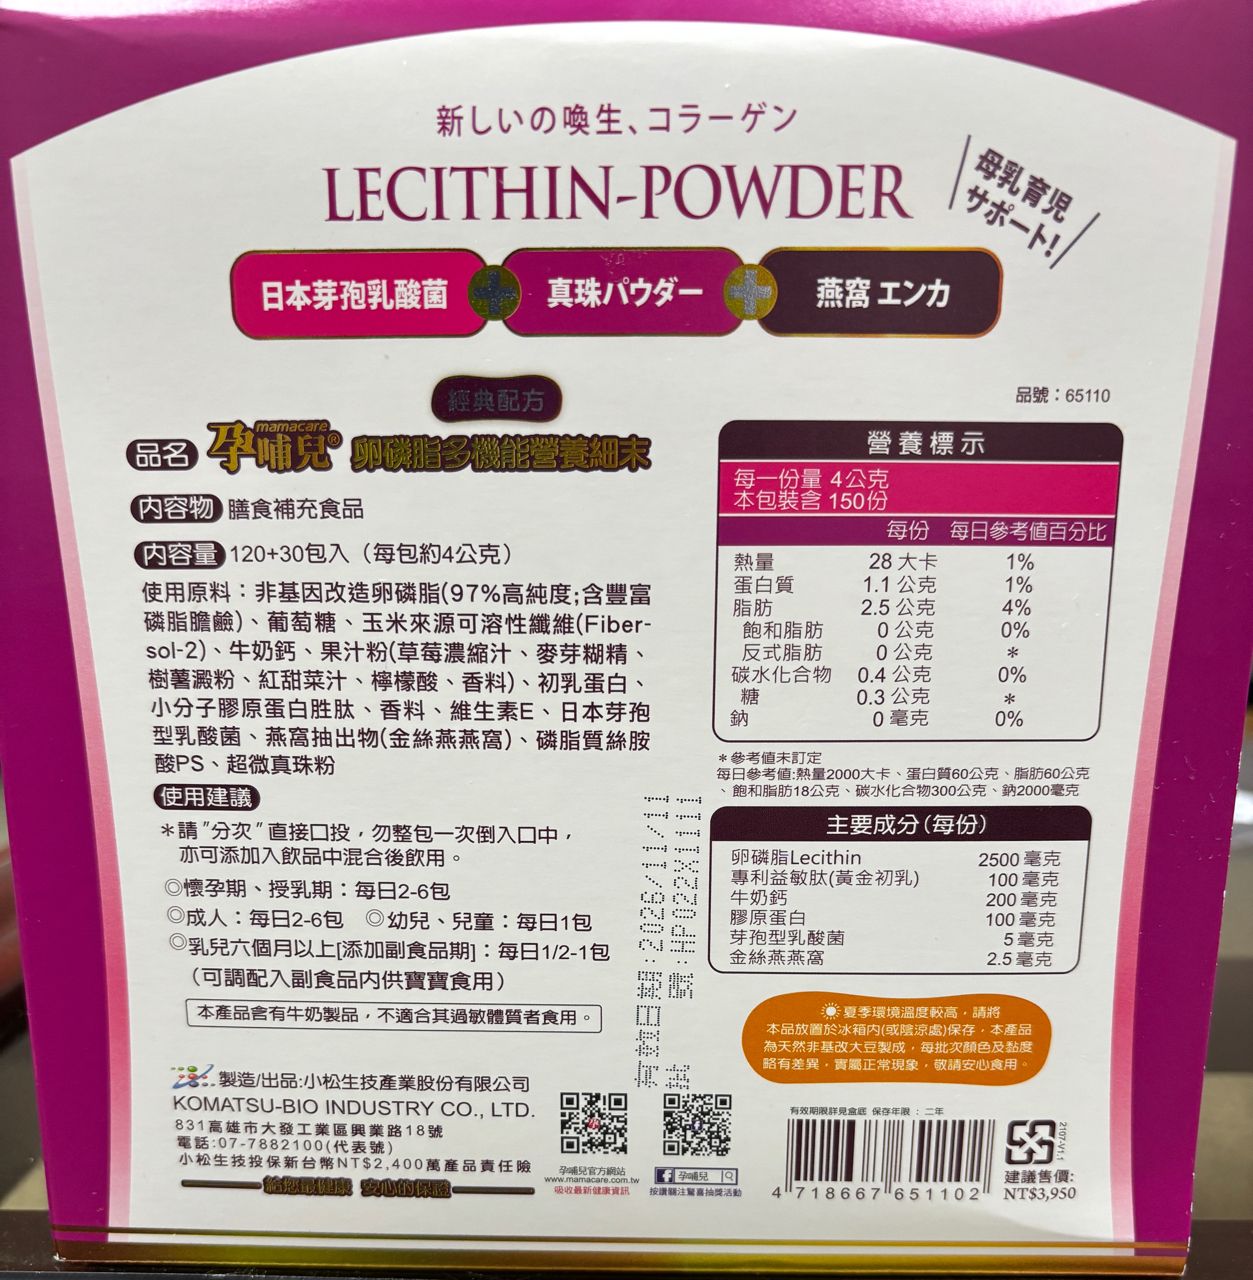 新しいの喚生、コラーゲン
LECITHIN-POWDER
母乳育児
サポート!
日本芽孢乳酸菌 + 真珠パウダー + 燕窩 エンカ
經典配方
品名 孕哺兒® mamacare 卵磷脂多機能營養細末
內容物 膳食補充食品
內容量 120+30包入（每包約4公克）
使用原料：非基因改造卵磷脂(97%高純度;含豐富
磷脂膽鹼)、葡萄糖、玉米來源可溶性纖維(Fiber-
sol-2)、牛奶鈣、果汁粉(草莓濃縮汁、麥芽糊精、
樹薯澱粉、紅甜菜汁、檸檬酸、香料)、初乳蛋白、
小分子膠原蛋白胜肽、香料、維生素E、日本芽孢
型乳酸菌、燕窩抽出物(金絲燕燕窩)、磷脂質絲胺
酸PS、超微真珠粉
使用建議
＊請"分次"直接口投，勿整包一次倒入口中，
亦可添加入飲品中混合後飲用。
◎懷孕期、授乳期：每日2-6包
◎成人：每日2-6包 ◎幼兒、兒童：每日1包
◎乳兒六個月以上[添加副食品期]：每日1/2-1包
（可調配入副食品內供寶寶食用）
本產品含有牛奶製品，不適合其過敏體質者食用。
製造/出品:小松生技產業股份有限公司
KOMATSU-BIO INDUSTRY CO., LTD.
831高雄市大發工業區興業路18號
電話:07-7882100(代表號)
小松生技投保新台幣NT$2,400萬產品責任險
給您最健康 安心的保證
有效日期:2026/11/11
批號:HP022X111
孕哺兒官方網站
www.mamacare.com.tw
吸收最新健康資訊
f 孕哺兒
按讚關注驚喜抽獎活動
品號：65110
營養標示
每一份量 4公克
本包裝含 150份
每份 每日參考值百分比
熱量 28 大卡 1%
蛋白質 1.1 公克 1%
脂肪 2.5 公克 4%
飽和脂肪 0 公克 0%
反式脂肪 0 公克 *
碳水化合物 0.4 公克 0%
糖 0.3 公克 *
鈉 0 毫克 0%
＊參考值未訂定
每日參考值:熱量2000大卡、蛋白質60公克、脂肪60公克
、飽和脂肪18公克、碳水化合物300公克、鈉2000毫克
主要成分(每份)
卵磷脂Lecithin 2500 毫克
專利益敏肽(黃金初乳) 100 毫克
牛奶鈣 200 毫克
膠原蛋白 100 毫克
芽孢型乳酸菌 5 毫克
金絲燕燕窩 2.5 毫克
夏季環境溫度較高，請將
本品放置於冰箱內(或陰涼處)保存，本產品
為天然非基改大豆製成，每批次顏色及黏度
略有差異，實屬正常現象，敬請安心食用。
有效期限詳見盒底 保存年限：二年
4 718667 651102
2107-V1.1
建議售價:
NT$3,950